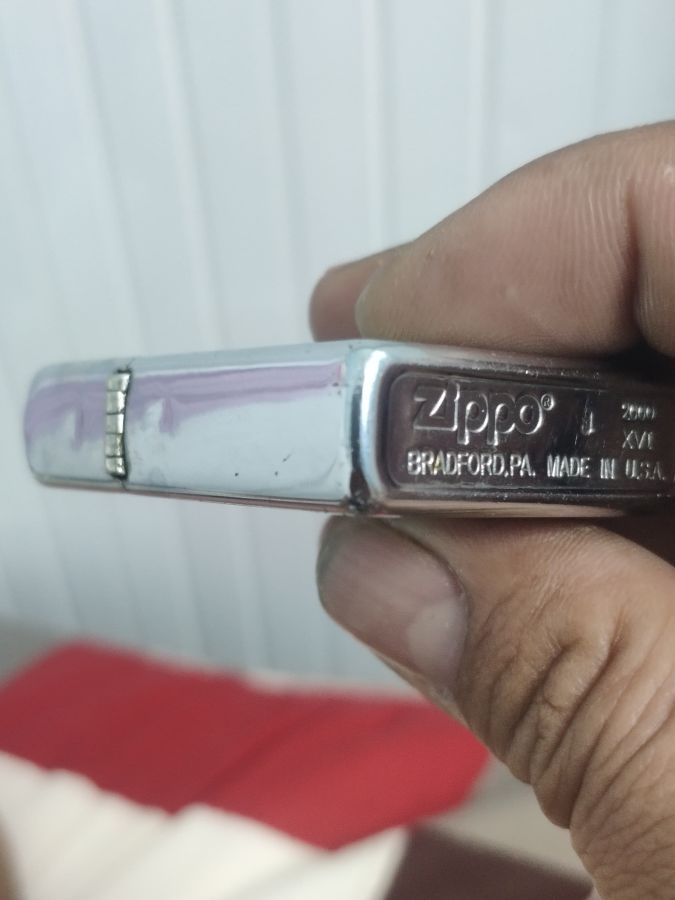 Zippo® J 2000
XVI
BRADFORD,PA. MADE IN U.S.A.